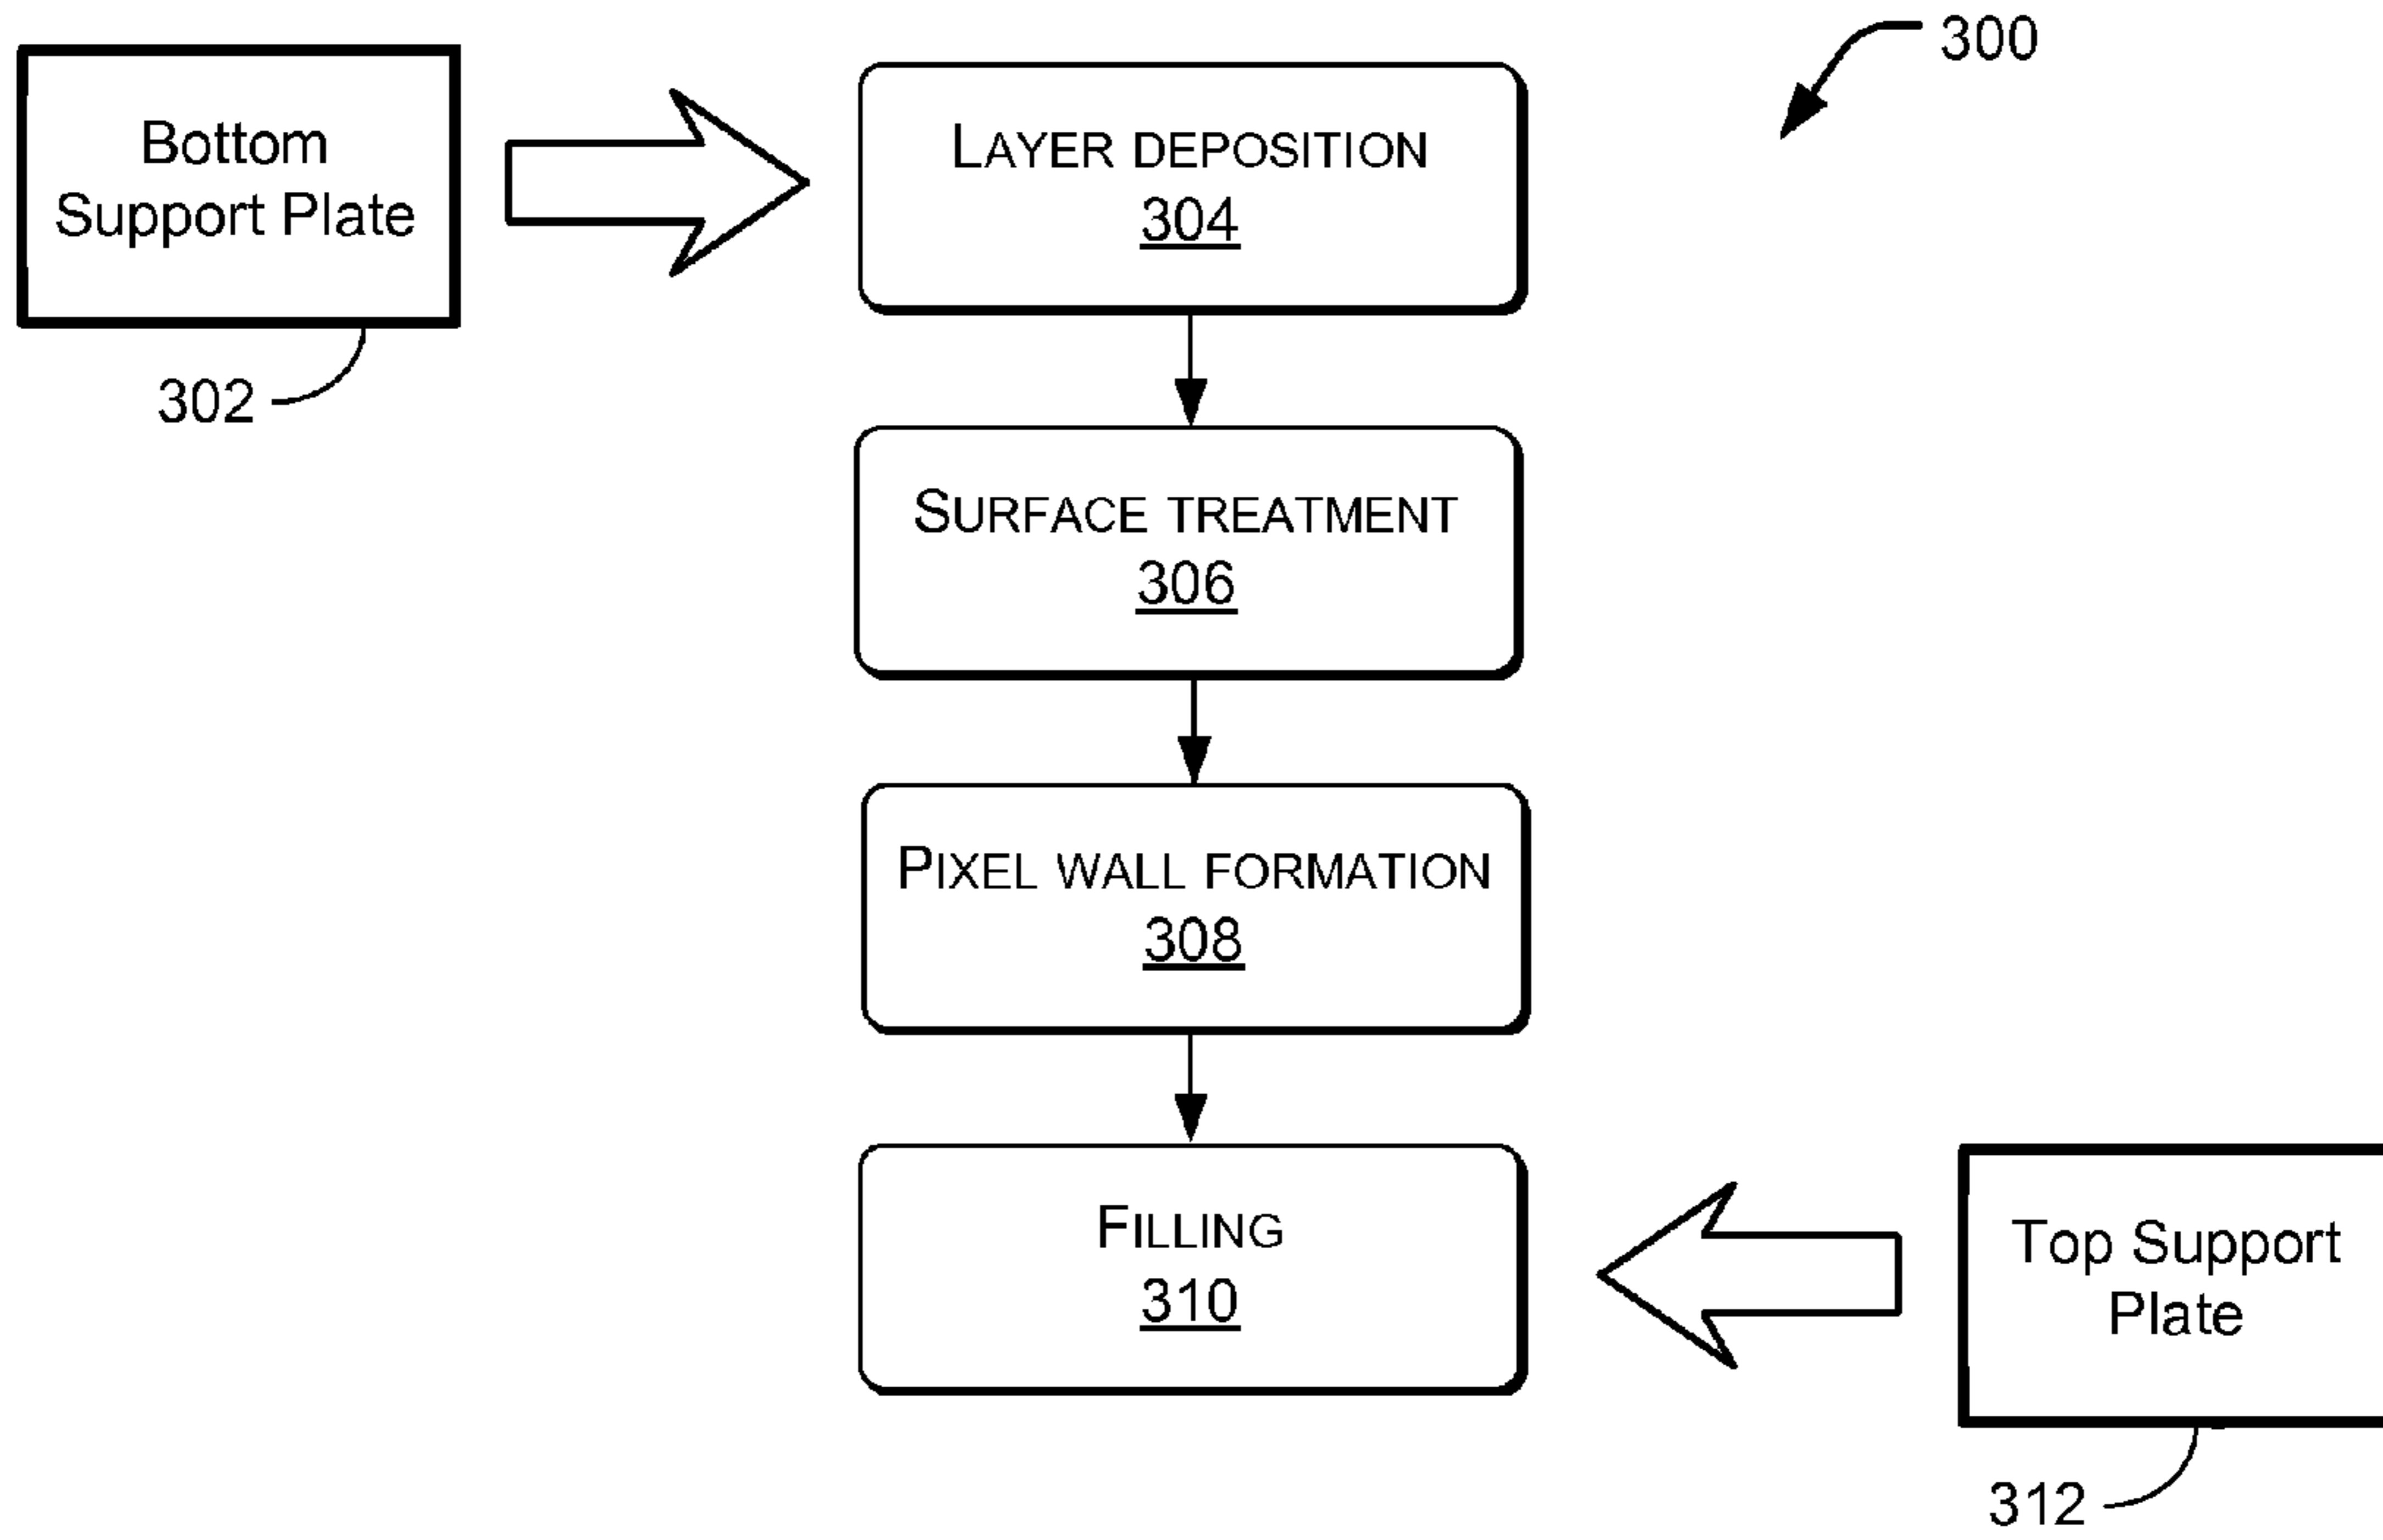 300
Bottom
Support Plate
302
LAYER DEPOSITION
304
SURFACE TREATMENT
306
PIXEL WALL FORMATION
308
FILLING
310
Top Support
Plate
312